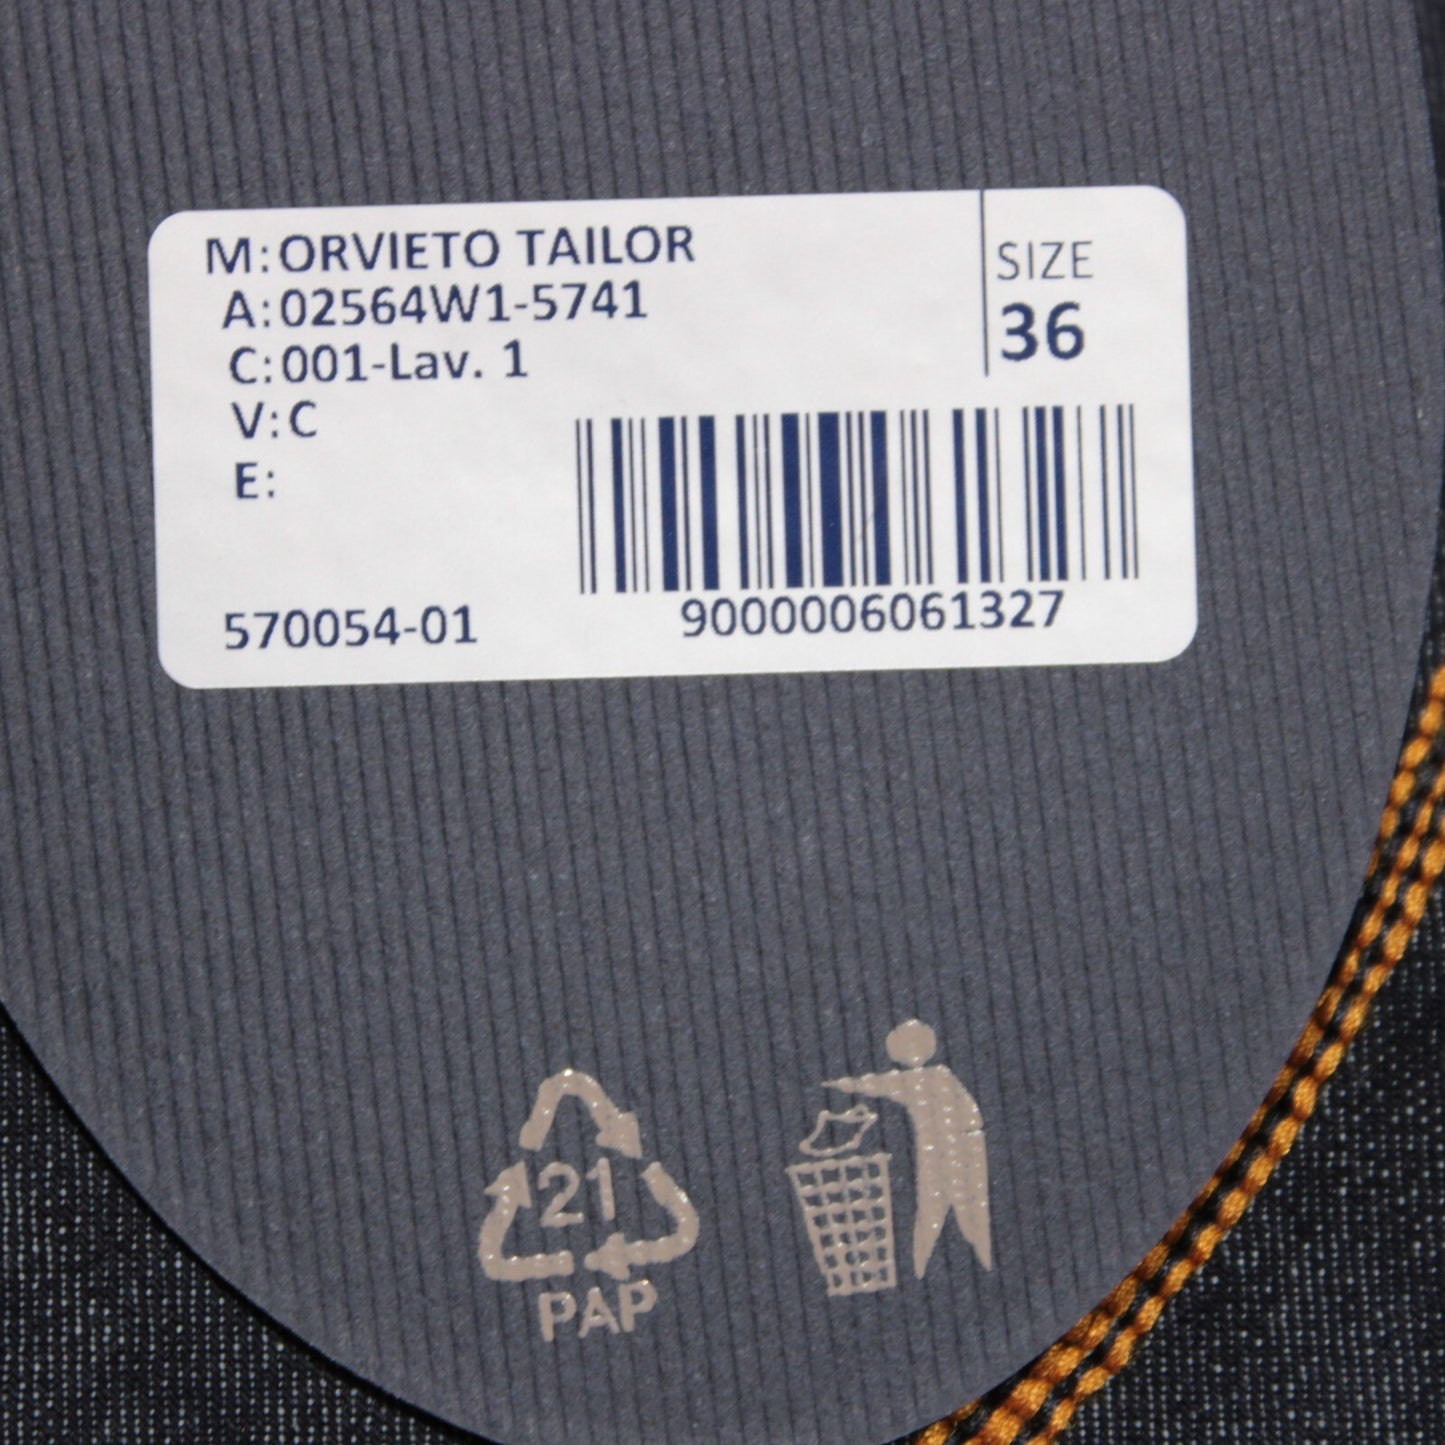 M: ORVIETO TAILOR
A: 02564W1-5741
C: 001-Lav. 1
V: C
E:
SIZE
36
570054-01
9000006061327
21
PAP